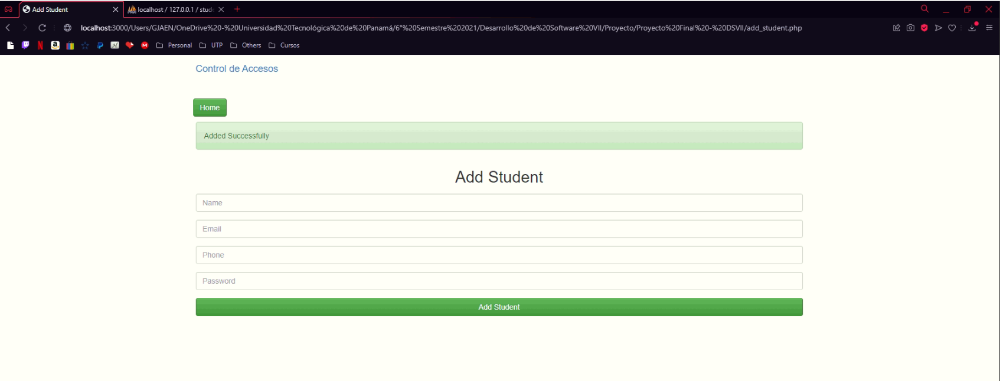 Add Student
localhost / 127.0.0.1 / stude
localhost:3000/Users/GJAEN/OneDrive%20-%20Universidad%20Tecnológica%20de%20Panamá/6°%20Semestre%202021/Desarrollo%20de%20Software%20VII/Proyecto/Proyecto%20Final%20-%20DSVII/add_student.php
Personal UTP Others Cursos
Control de Accesos
Home
Added Successfully
Add Student
Name
Email
Phone
Password
Add Student